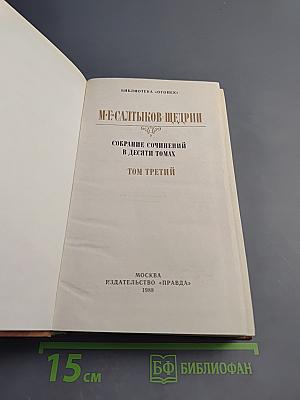 БИБЛИОТЕКА «ОГОНЕК»
М·Е·САЛТЫКОВ-ЩЕДРИН
СОБРАНИЕ СОЧИНЕНИЙ
В ДЕСЯТИ ТОМАХ
ТОМ ТРЕТИЙ
МОСКВА
ИЗДАТЕЛЬСТВО «ПРАВДА»
1988
15 см
БФ БИБЛИОФАН